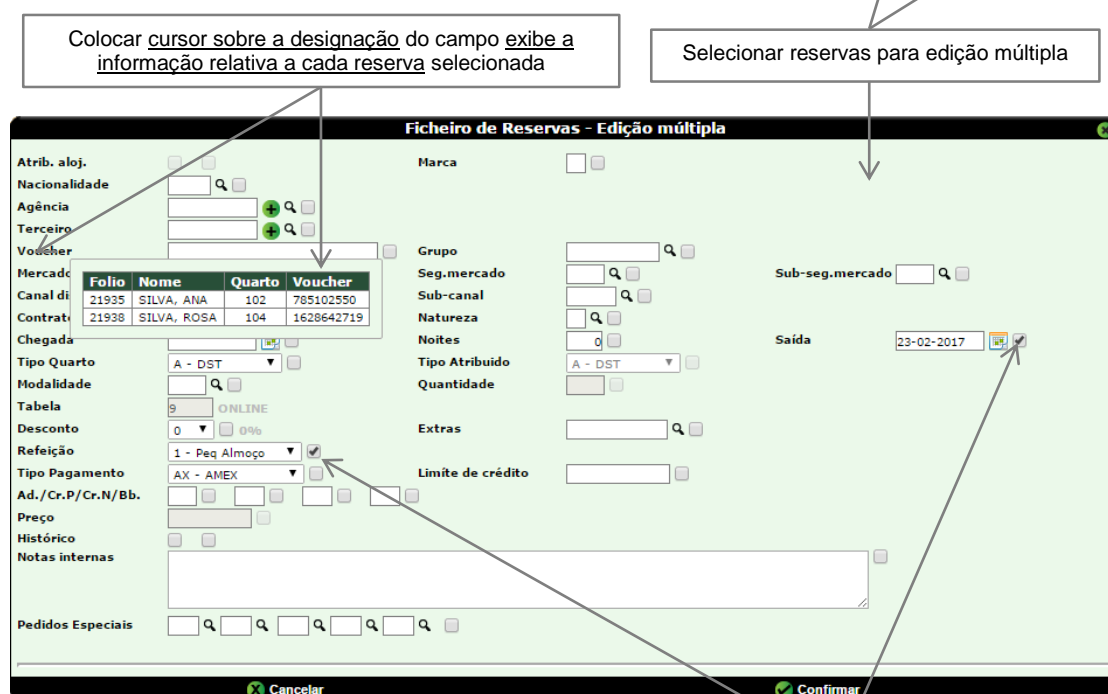 Colocar cursor sobre a designação do campo exibe a
informação relativa a cada reserva selecionada
Selecionar reservas para edição múltipla
Ficheiro de Reservas - Edição múltipla
Atrib. aloj. Marca
Nacionalidade
Agência
Terceiro
Voucher Grupo
Mercado Seg.mercado Sub-seg.mercado
Folio Nome Quarto Voucher
Canal di Sub-canal
21935 SILVA, ANA 102 785102550
Contrato Natureza
21938 SILVA, ROSA 104 1628642719
Chegada Noites 0 Saída 23-02-2017
Tipo Quarto A - DST Tipo Atribuido A - DST
Modalidade Quantidade
Tabela 9 ONLINE
Desconto 0 0% Extras
Refeição 1 - Peq Almoço
Tipo Pagamento AX - AMEX Limíte de crédito
Ad./Cr.P/Cr.N/Bb.
Preço
Histórico
Notas internas
Pedidos Especiais
Cancelar Confirmar